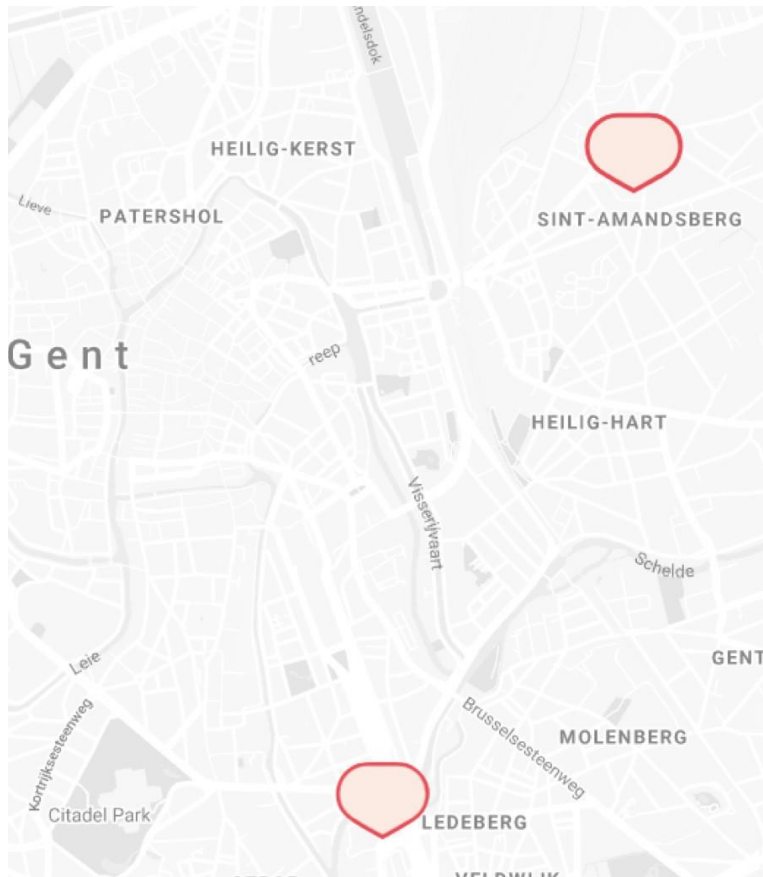 HEILIG-KERST
Lieve
PATERSHOL
SINT-AMANDSBERG
Gent
reep
HEILIG-HART
Visserijvaart
Schelde
Leie
GENT
Kortrijksesteenweg
Brusselsesteenweg
MOLENBERG
Citadel Park
LEDEBERG